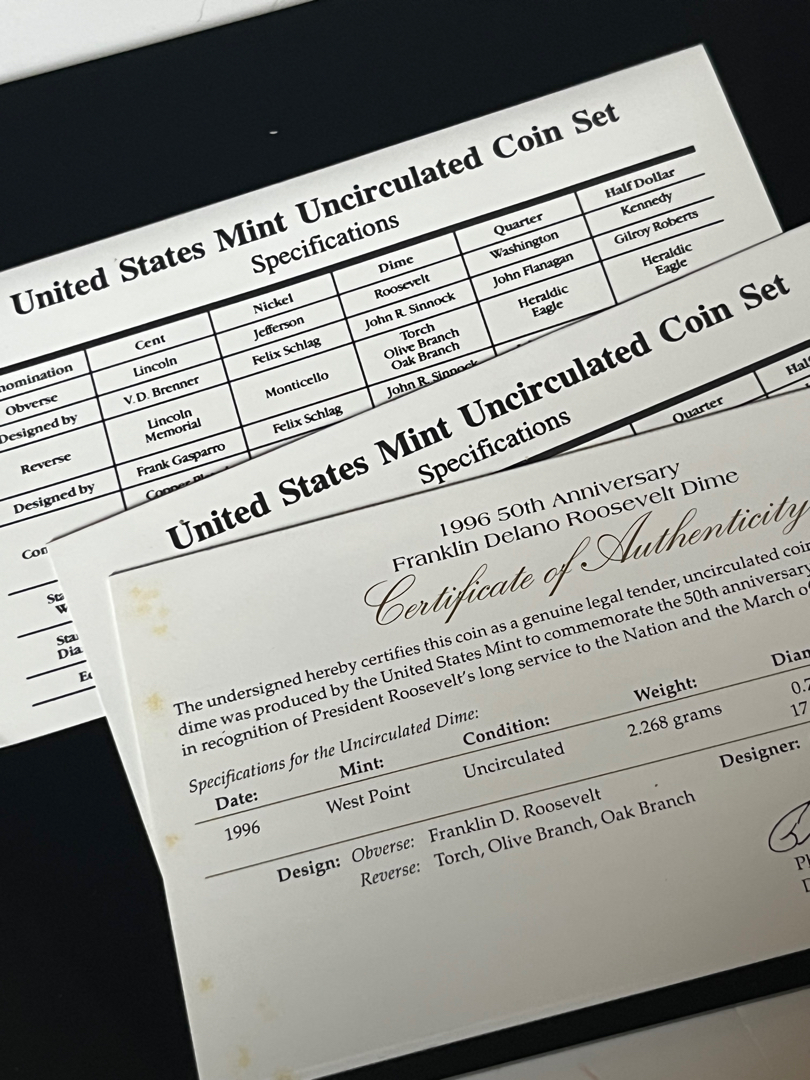 United States Mint Uncirculated Coin Set
Specifications
Cent Nickel Dime Quarter Half Dollar
Obverse Lincoln Jefferson Roosevelt Washington Kennedy
Designed by V.D. Brenner Felix Schlag John R. Sinnock John Flanagan Gilroy Roberts
Reverse Lincoln Memorial Monticello Torch Olive Branch Oak Branch Heraldic Eagle Heraldic Eagle
Designed by Frank Gasparro Felix Schlag John R. Sinnock
United States Mint Uncirculated Coin Set
Specifications
Quarter
1996 50th Anniversary
Franklin Delano Roosevelt Dime
Certificate of Authenticity
The undersigned hereby certifies this coin as a genuine legal tender, uncirculated
dime was produced by the United States Mint to commemorate the 50th anniversary
in recognition of President Roosevelt's long service to the Nation and the March
Specifications for the Uncirculated Dime:
Date: Mint: Condition: Weight:
1996 West Point Uncirculated 2.268 grams
17
Design: Obverse: Franklin D. Roosevelt Designer:
Reverse: Torch, Olive Branch, Oak Branch